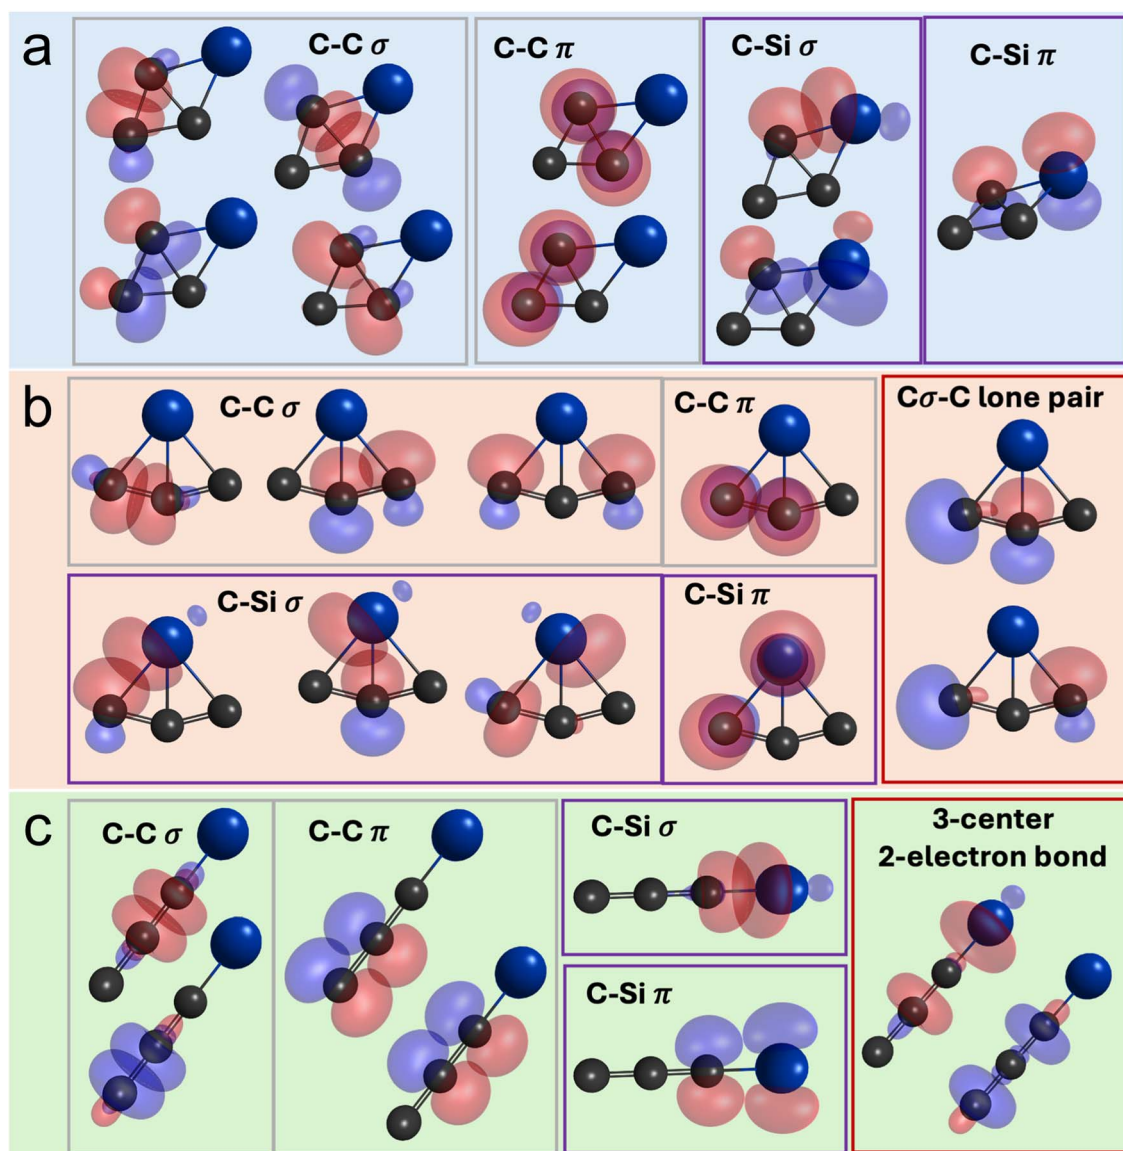 a
C-C σ
C-C π
C-Si σ
C-Si π
b
C-C σ
C-C π
Cσ-C lone pair
C-Si σ
C-Si π
c
C-C σ
C-C π
C-Si σ
3-center
2-electron bond
C-Si π